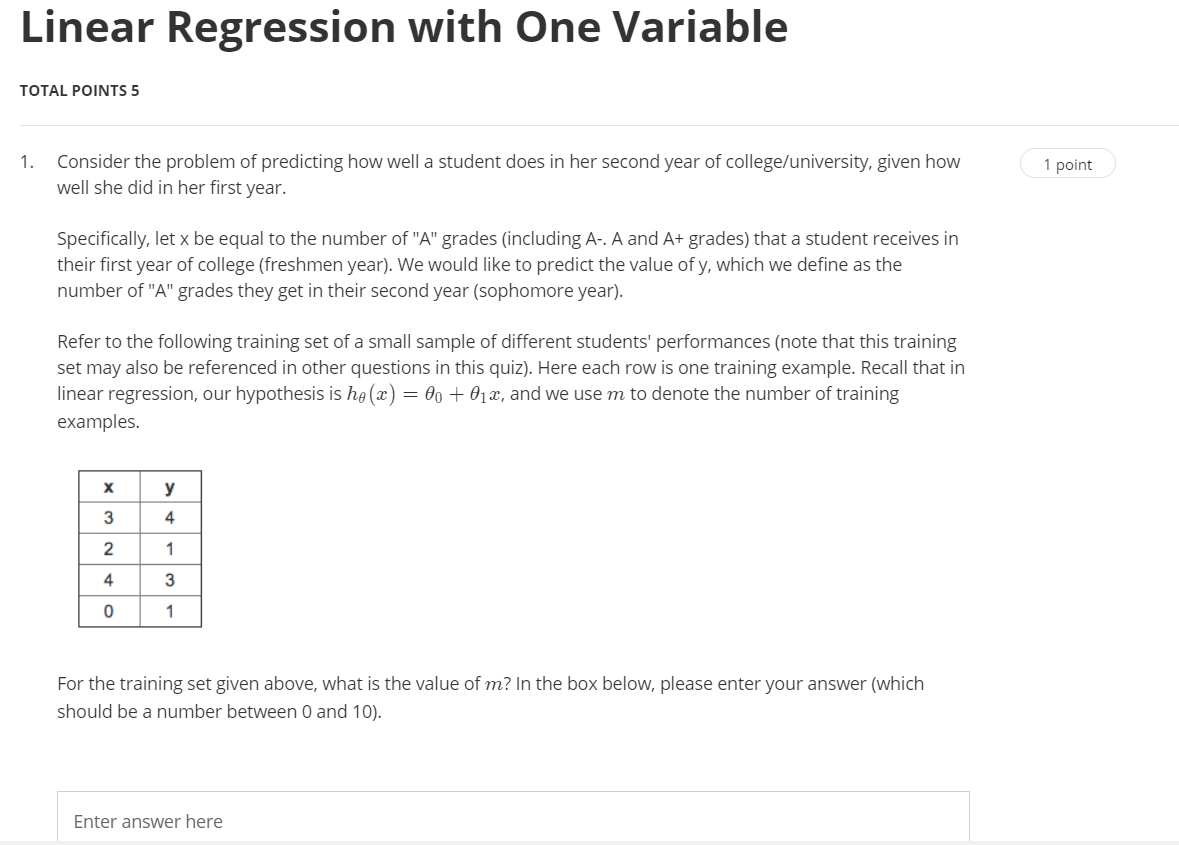 Linear Regression with One Variable
TOTAL POINTS 5
1. Consider the problem of predicting how well a student does in her second year of college/university, given how
1 point
well she did in her first year.
Specifically, let x be equal to the number of "A" grades (including A-. A and A+ grades) that a student receives in
their first year of college (freshmen year). We would like to predict the value of y, which we define as the
number of "A" grades they get in their second year (sophomore year).
Refer to the following training set of a small sample of different students' performances (note that this training
set may also be referenced in other questions in this quiz). Here each row is one training example. Recall that in
linear regression, our hypothesis is hθ(x) = θ0 + θ1x, and we use m to denote the number of training
examples.
x y
3 4
2 1
4 3
0 1
For the training set given above, what is the value of m? In the box below, please enter your answer (which
should be a number between 0 and 10).
Enter answer here